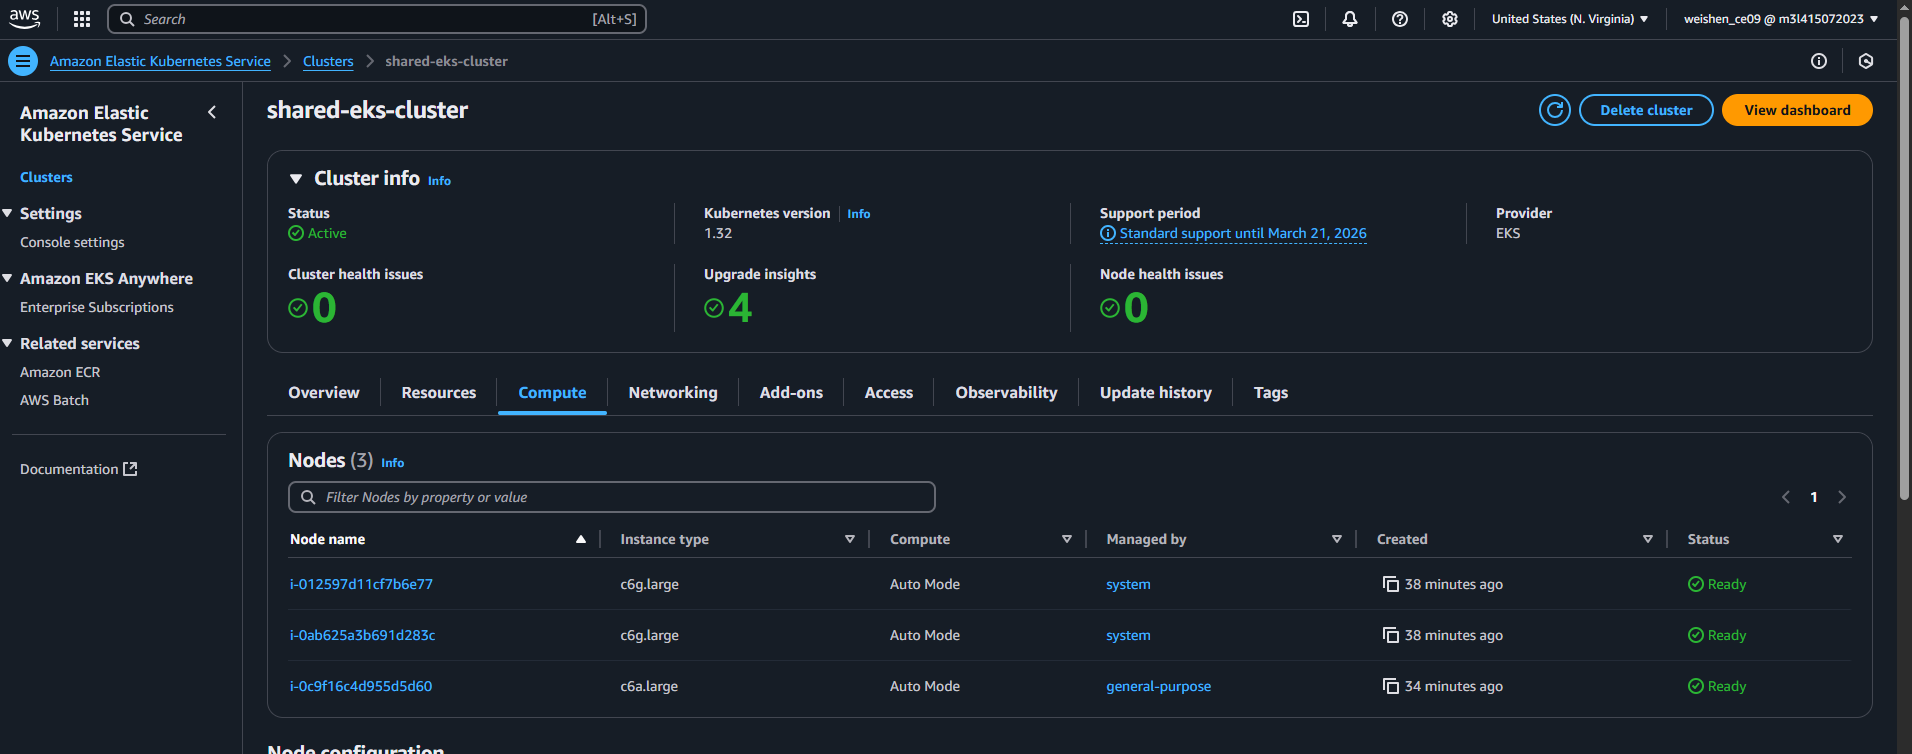 aws
Search [Alt+S]
United States (N. Virginia)
weishen_ce09 @ m3l415072023
Amazon Elastic Kubernetes Service
Clusters
shared-eks-cluster
Amazon Elastic
Kubernetes Service
Clusters
Settings
Console settings
Amazon EKS Anywhere
Enterprise Subscriptions
Related services
Amazon ECR
AWS Batch
Documentation
shared-eks-cluster
Delete cluster
View dashboard
Cluster info Info
Status
Active
Kubernetes version Info
1.32
Support period
Standard support until March 21, 2026
Provider
EKS
Cluster health issues
0
Upgrade insights
4
Node health issues
0
Overview Resources Compute Networking Add-ons Access Observability Update history Tags
Nodes (3) Info
Filter Nodes by property or value
1
Node name Instance type Compute Managed by Created Status
i-012597d11cf7b6e77 c6g.large Auto Mode system 38 minutes ago Ready
i-0ab625a3b691d283c c6g.large Auto Mode system 38 minutes ago Ready
i-0c9f16c4d955d5d60 c6a.large Auto Mode general-purpose 34 minutes ago Ready
Node configuration